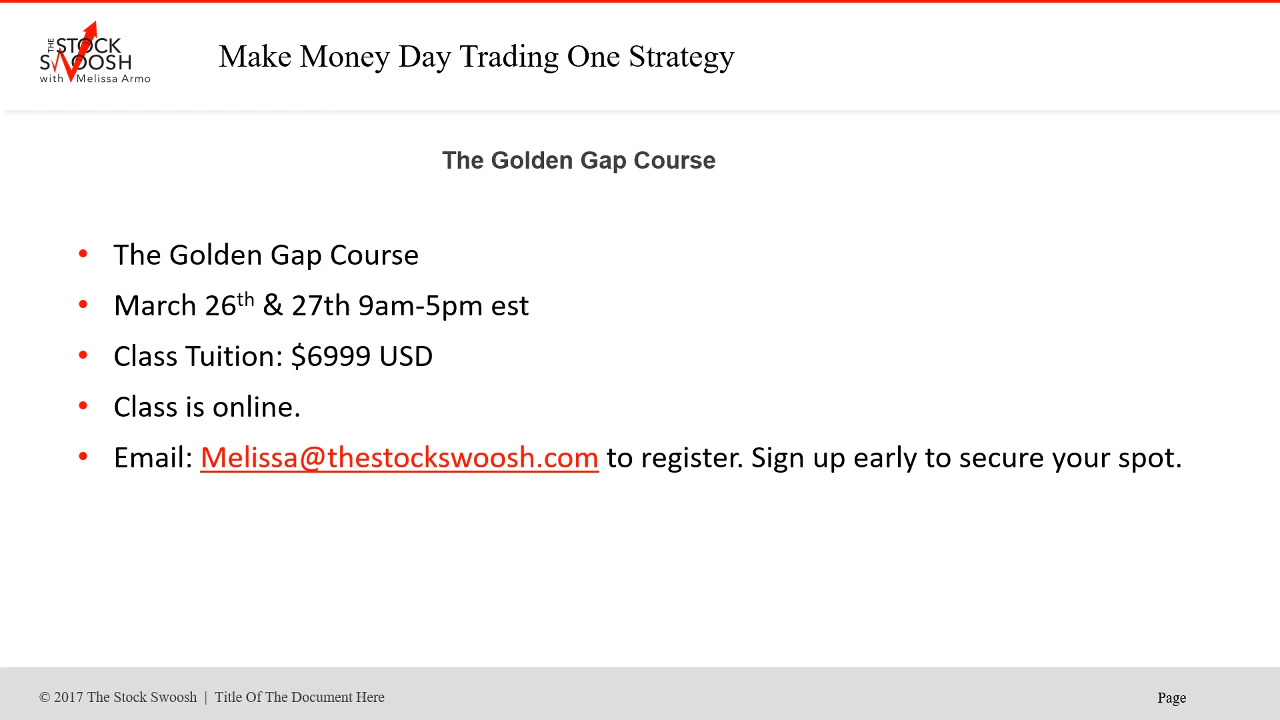 THE STOCK
SWOOSH
with Melissa Armo
Make Money Day Trading One Strategy
The Golden Gap Course
• The Golden Gap Course
• March 26th & 27th 9am-5pm est
• Class Tuition: $6999 USD
• Class is online.
• Email: Melissa@thestockswoosh.com to register. Sign up early to secure your spot.
© 2017 The Stock Swoosh | Title Of The Document Here
Page